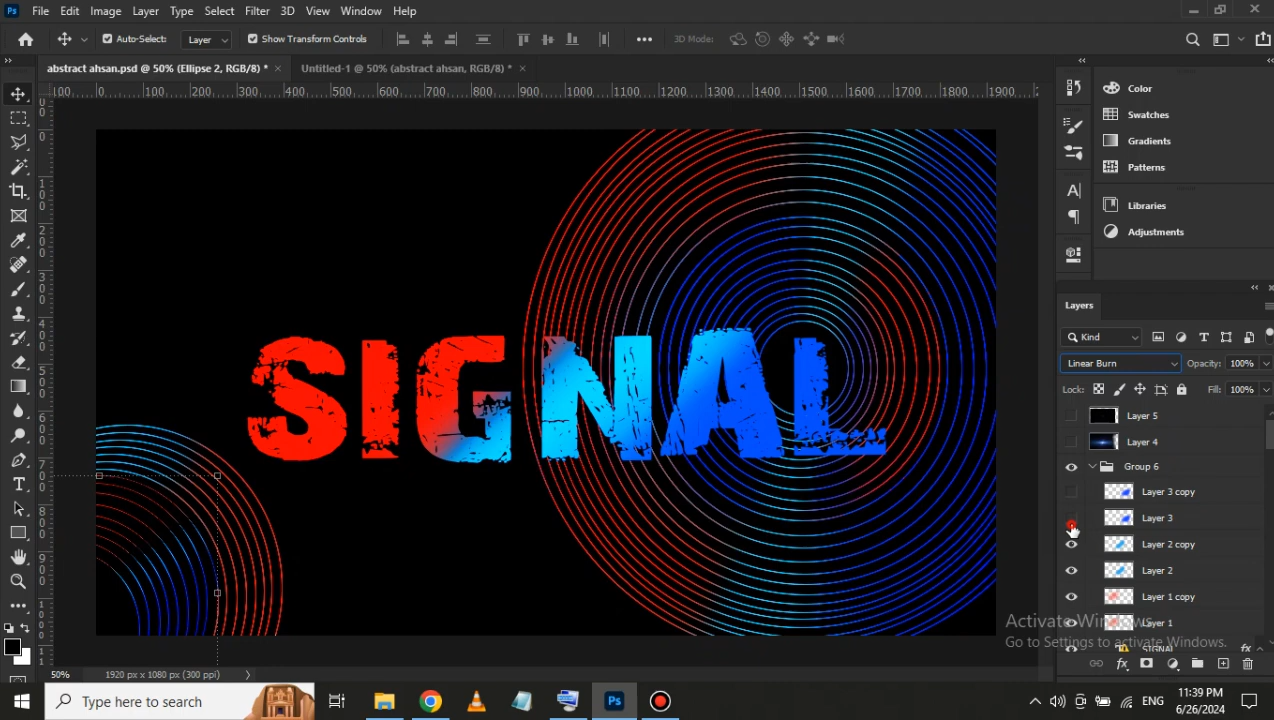 Ps File Edit Image Layer Type Select Filter 3D View Window Help
Auto-Select: Layer Show Transform Controls 3D Mode:
abstract ahsan.psd @ 50% (Ellipse 2, RGB/8) * × Untitled-1 @ 50% (abstract ahsan, RGB/8) * ×
100 0 100 200 300 400 500 600 700 800 900 1000 1100 1200 1300 1400 1500 1600 1700 1800 1900
Color
Swatches
Gradients
Patterns
Libraries
Adjustments
Layers
Kind
Linear Burn Opacity: 100%
Lock: Fill: 100%
Layer 5
Layer 4
Group 6
Layer 3 copy
Layer 3
Layer 2 copy
Layer 2
Layer 1 copy
Layer 1
SIGNAL fx
SIGNAL
Activate Windows
Go to Settings to activate Windows.
50% 1920 px x 1080 px (300 ppi)
Type here to search
Ps
ENG
11:39 PM
6/26/2024